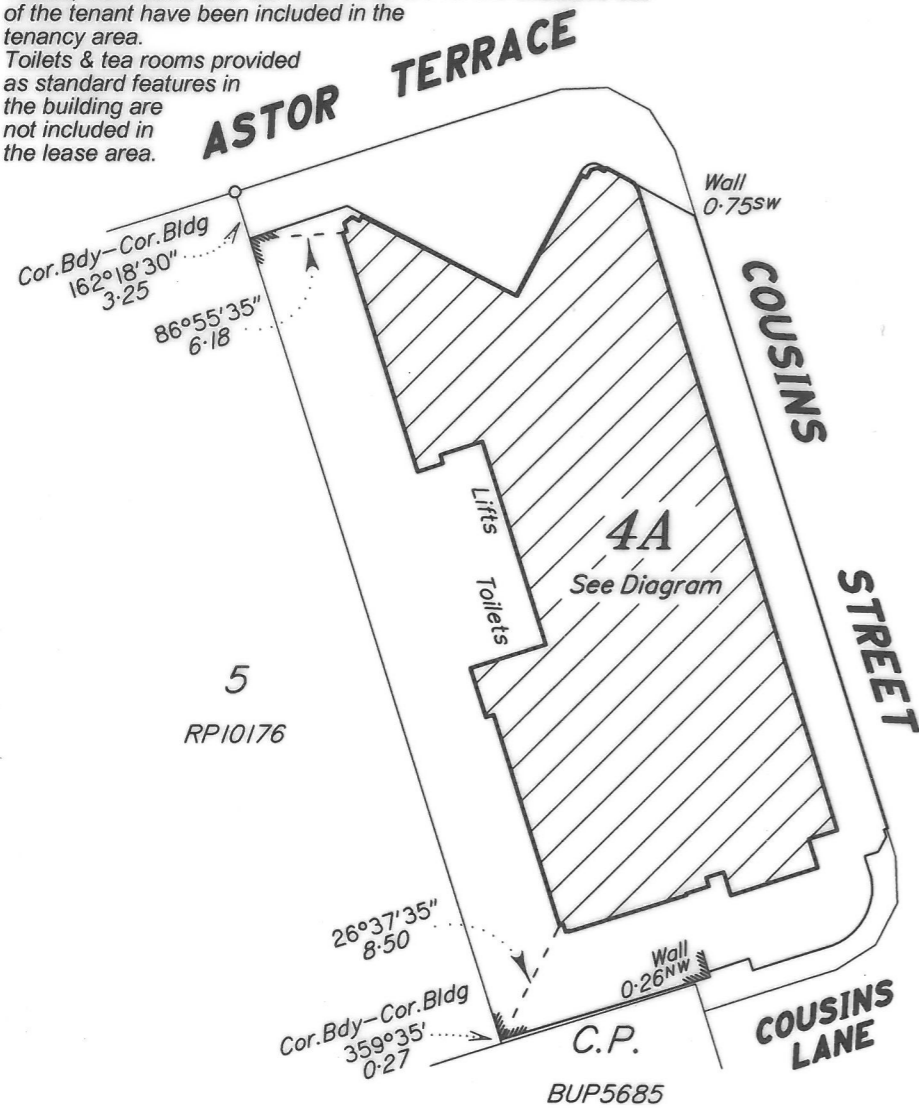 of the tenant have been included in the
tenancy area.
Toilets & tea rooms provided
as standard features in
the building are
not included in
the lease area.
ASTOR TERRACE
Wall
0·75SW
Cor.Bdy–Cor.Bldg
162°18'30"
3·25
86°55'35"
6·18
COUSINS STREET
Lifts
Toilets
4A
See Diagram
5
RP10176
26°37'35"
8·50
Wall
0·26NW
Cor.Bdy–Cor.Bldg
359°35'
0·27
C.P.
BUP5685
COUSINS
LANE